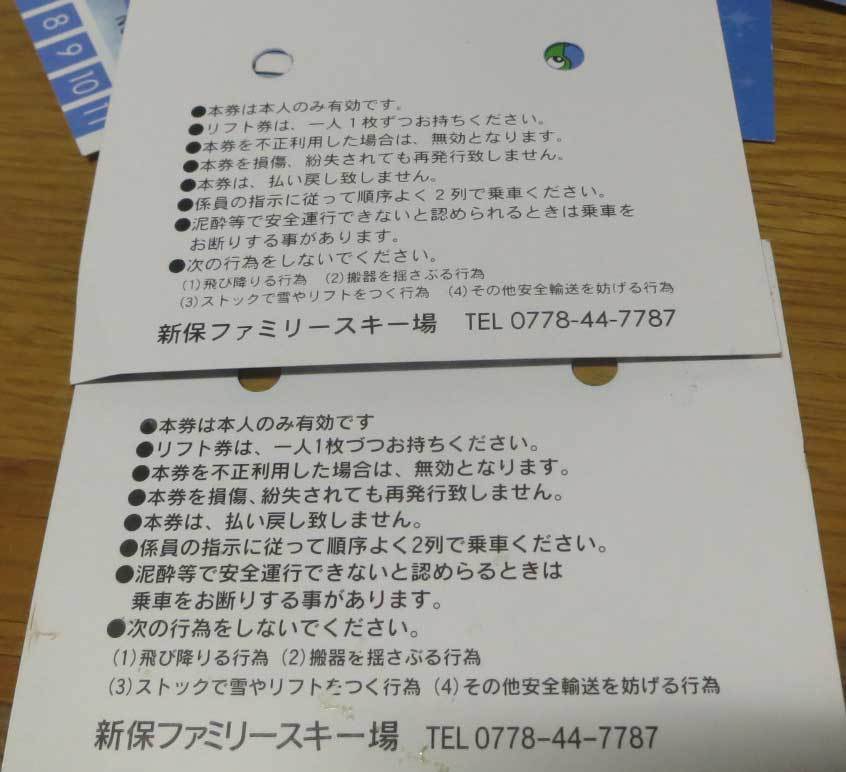 8
9
10
11
●本券は本人のみ有効です。
●リフト券は、一人1枚ずつお持ちください。
●本券を不正利用した場合は、無効となります。
●本券を損傷、紛失されても再発行致しません。
●本券は、払い戻し致しません。
●係員の指示に従って順序よく2列で乗車ください。
●泥酔等で安全運行できないと認められるときは乗車を
お断りする事があります。
●次の行為をしないでください。
(1)飛び降りる行為 (2)搬器を揺さぶる行為
(3)ストックで雪やリフトをつく行為 (4)その他安全輸送を妨げる行為
新保ファミリースキー場 TEL 0778-44-7787
●本券は本人のみ有効です
●リフト券は、一人1枚づつお持ちください。
●本券を不正利用した場合は、無効となります。
●本券を損傷、紛失されても再発行致しません。
●本券は、払い戻し致しません。
●係員の指示に従って順序よく2列で乗車ください。
●泥酔等で安全運行できないと認めらるときは
乗車をお断りする事があります。
●次の行為をしないでください。
(1)飛び降りる行為 (2)搬器を揺さぶる行為
(3)ストックで雪やリフトをつく行為 (4)その他安全輸送を妨げる行為
新保ファミリースキー場 TEL 0778-44-7787